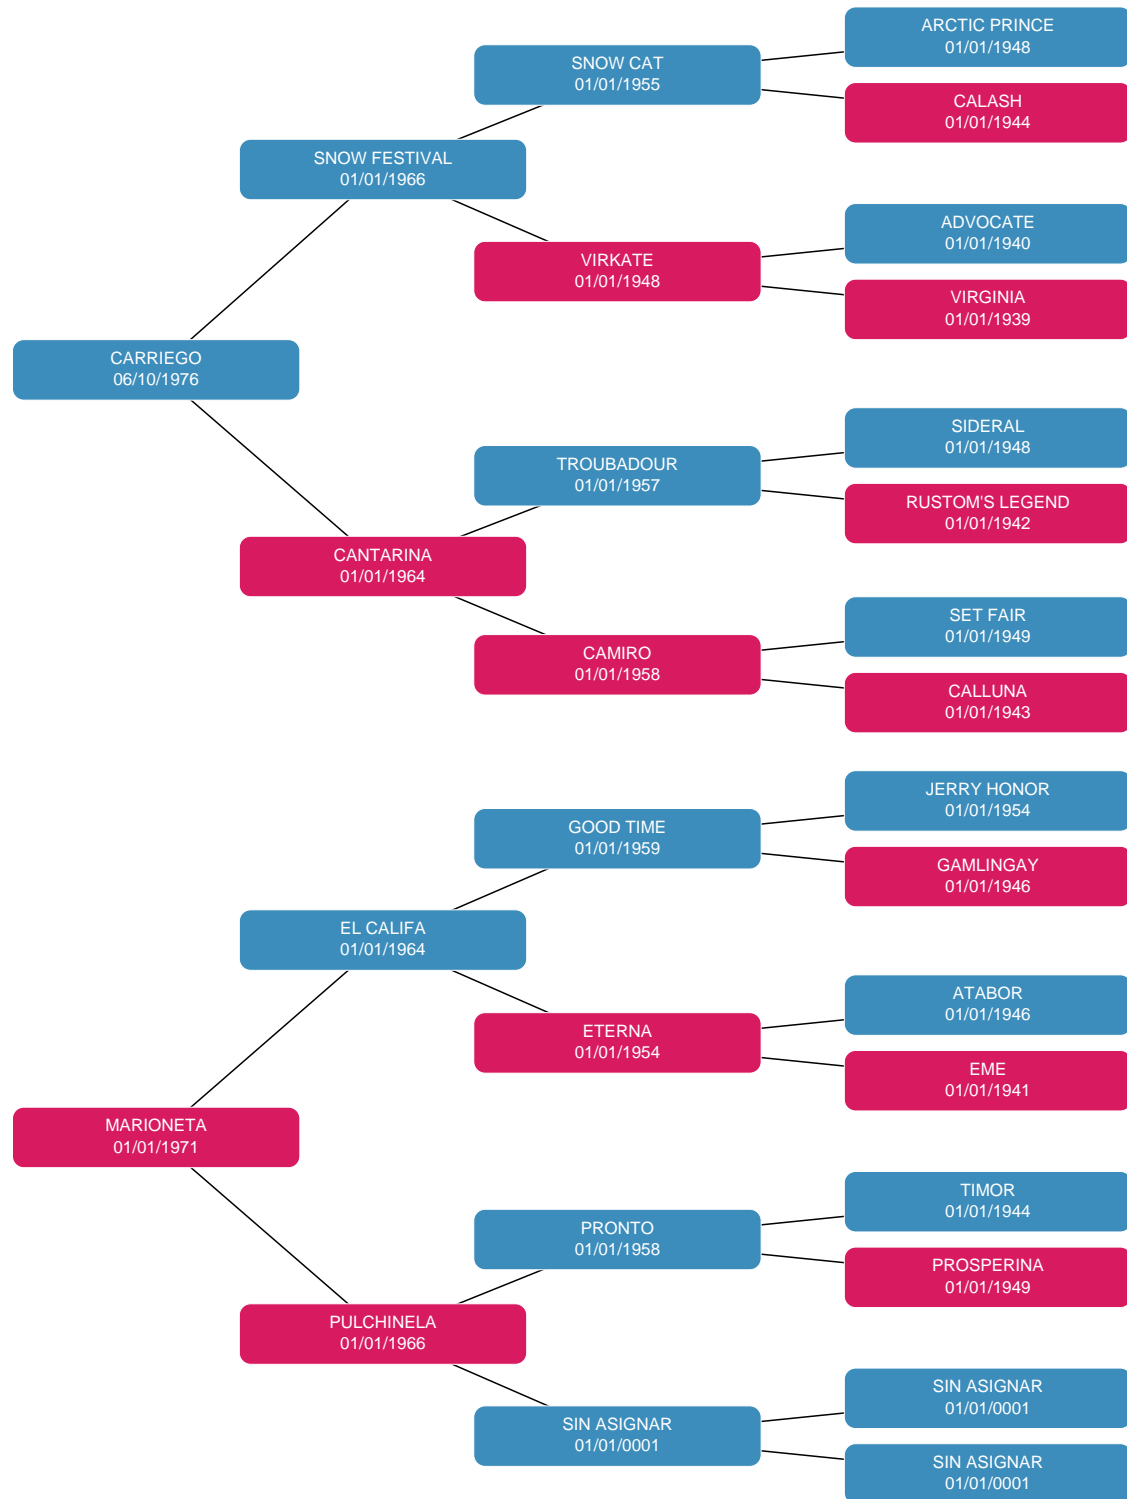 ARCTIC PRINCE
01/01/1948
SNOW CAT
01/01/1955
CALASH
01/01/1944
SNOW FESTIVAL
01/01/1966
ADVOCATE
01/01/1940
VIRKATE
01/01/1948
VIRGINIA
01/01/1939
CARRIEGO
06/10/1976
SIDERAL
01/01/1948
TROUBADOUR
01/01/1957
RUSTOM'S LEGEND
01/01/1942
CANTARINA
01/01/1964
SET FAIR
01/01/1949
CAMIRO
01/01/1958
CALLUNA
01/01/1943
JERRY HONOR
01/01/1954
GOOD TIME
01/01/1959
GAMLINGAY
01/01/1946
EL CALIFA
01/01/1964
ATABOR
01/01/1946
ETERNA
01/01/1954
EME
01/01/1941
MARIONETA
01/01/1971
TIMOR
01/01/1944
PRONTO
01/01/1958
PROSPERINA
01/01/1949
PULCHINELA
01/01/1966
SIN ASIGNAR
01/01/0001
SIN ASIGNAR
01/01/0001
SIN ASIGNAR
01/01/0001